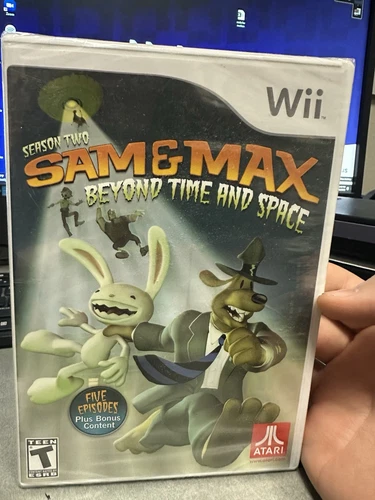 Wii
SEASON TWO
SAM & MAX
BEYOND TIME AND SPACE
FIVE
EPISODES
Plus Bonus
Content
TEEN
T
ESRB
ATARI